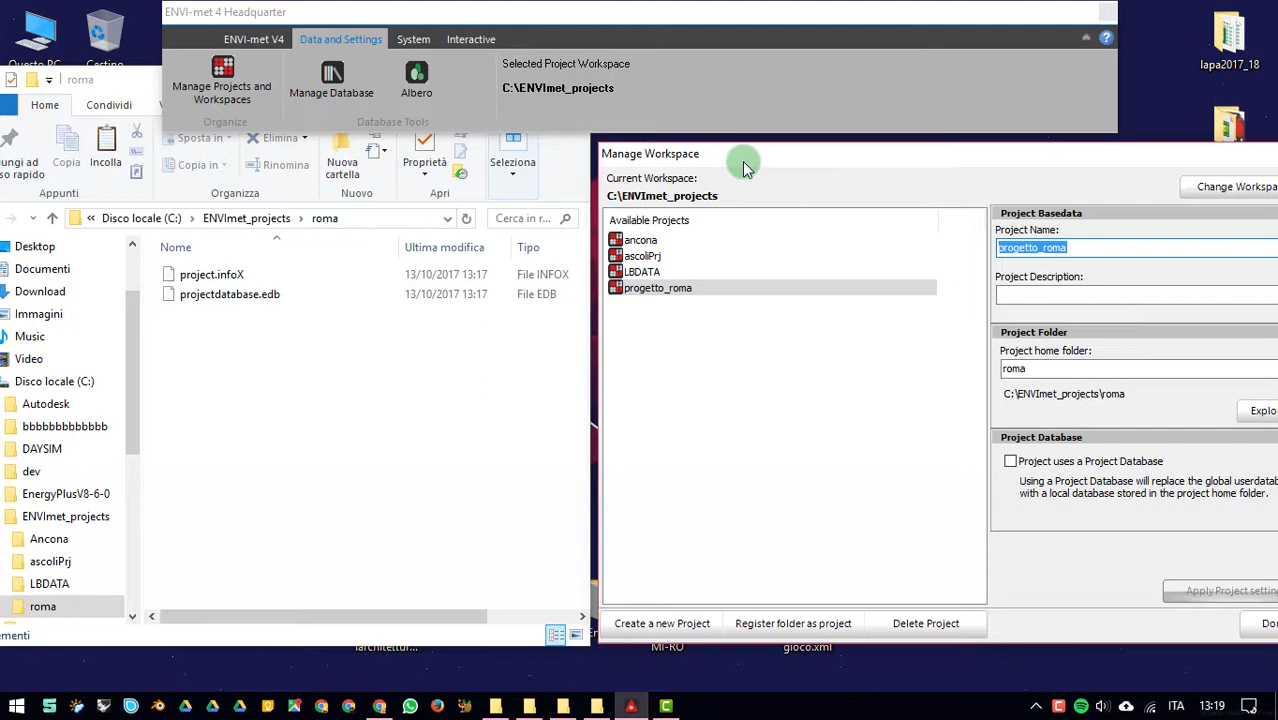 ENVI-met 4 Headquarter
ENVI-met V4
Data and Settings
System
Interactive
Manage Projects and
Workspaces
Manage Database
Albero
Organize
Database Tools
Selected Project Workspace
C:\ENVImet_projects
Cestino
lapa2017_18
roma
Home
Condividi
Copia
Incolla
Appunti
Sposta in
Copia in
Elimina
Rinomina
Organizza
Nuova
cartella
Nuovo
Proprietà
Seleziona
Apri
Disco locale (C:)
ENVImet_projects
roma
Cerca in r...
Nome
Ultima modifica
Tipo
project.infoX
13/10/2017 13:17
File INFOX
projectdatabase.edb
13/10/2017 13:17
File EDB
Desktop
Documenti
Download
Immagini
Music
Video
Disco locale (C:)
Autodesk
bbbbbbbbbbbbb
DAYSIM
dev
EnergyPlusV8-6-0
ENVImet_projects
Ancona
ascoliPrj
LBDATA
roma
Manage Workspace
Current Workspace:
C:\ENVImet_projects
Change Workspa
Available Projects
ancona
ascoliPrj
LBDATA
progetto_roma
Project Basedata
Project Name:
progetto_roma
Project Description:
Project Folder
Project home folder:
roma
C:\ENVImet_projects\roma
Explo
Project Database
Project uses a Project Database
Using a Project Database will replace the global userdatab
with a local database stored in the project home folder.
Apply Project setting
Create a new Project
Register folder as project
Delete Project
Don
MI-RO
gioco.xml
ITA
13:19